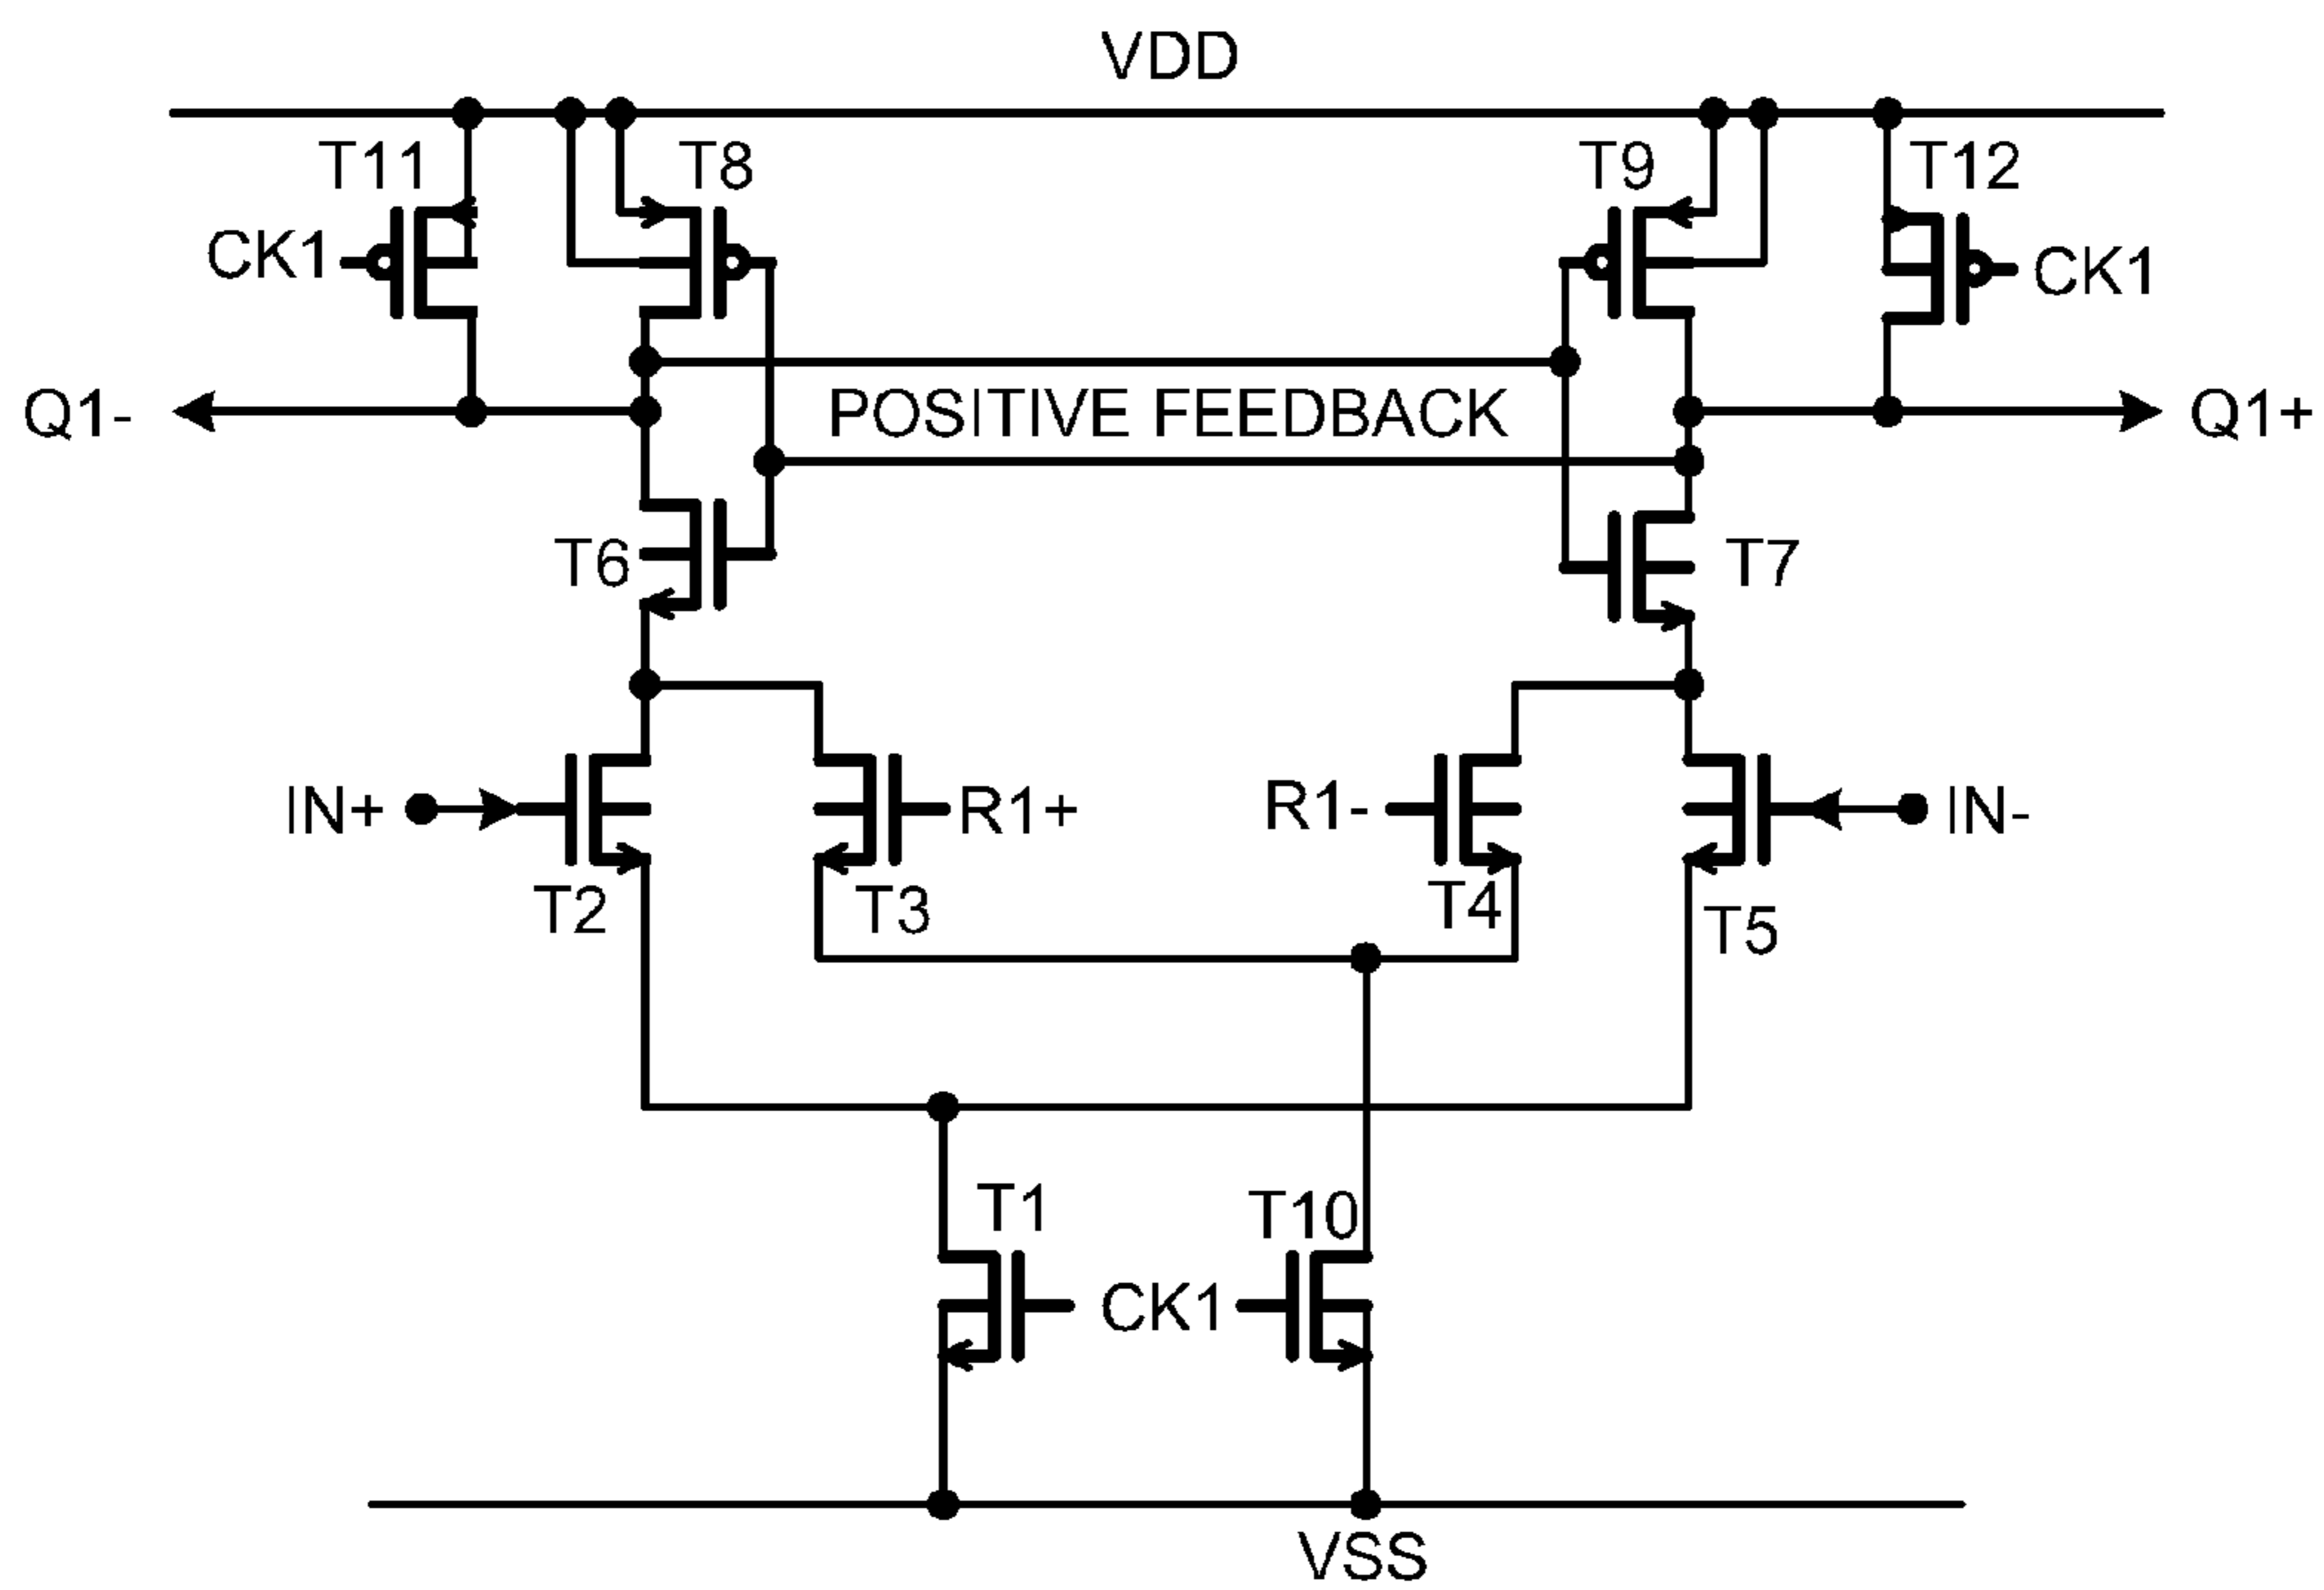 VDD
T11
T8
T9
T12
CK1
CK1
Q1-
POSITIVE FEEDBACK
Q1+
T6
T7
IN+
R1+
R1-
IN-
T2
T3
T4
T5
T1
T10
CK1
VSS